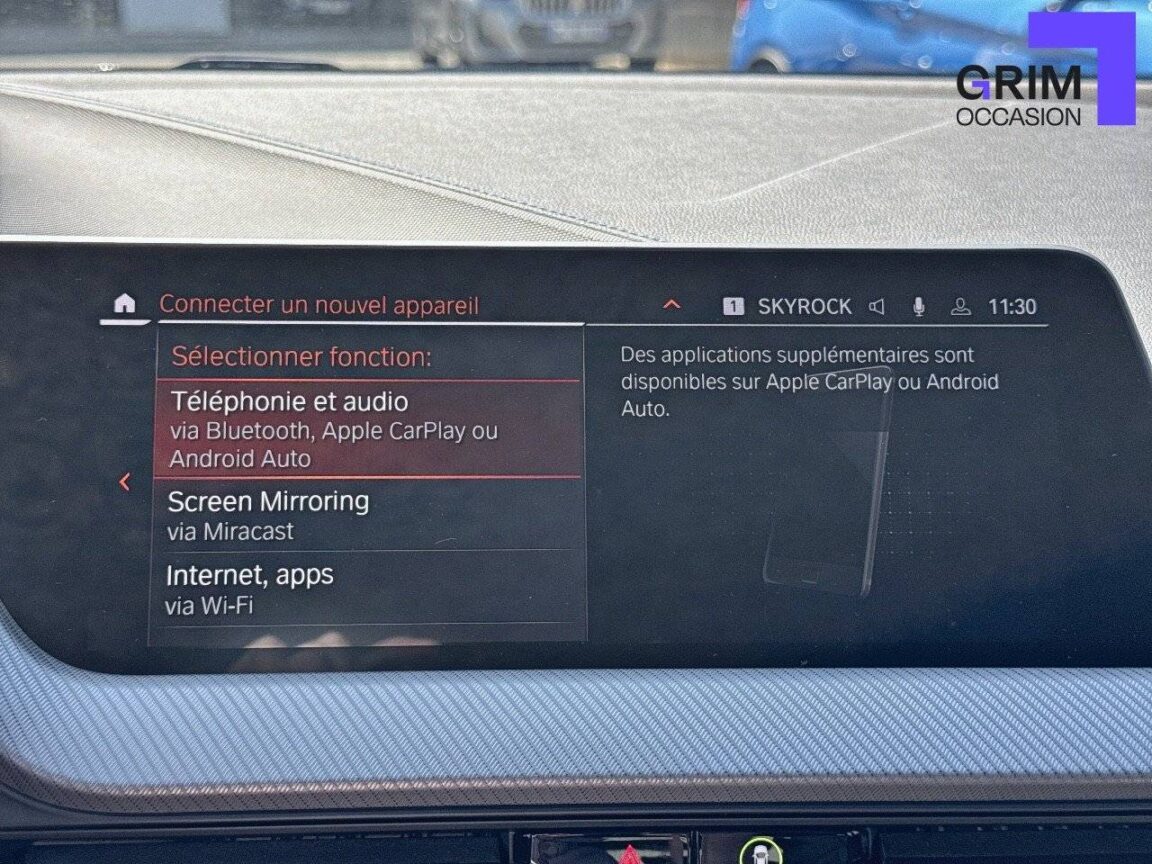 GRIM
OCCASION
Connecter un nouvel appareil
1 SKYROCK 11:30
Sélectionner fonction:
Téléphonie et audio
via Bluetooth, Apple CarPlay ou
Android Auto
Screen Mirroring
via Miracast
Internet, apps
via Wi-Fi
Des applications supplémentaires sont
disponibles sur Apple CarPlay ou Android
Auto.